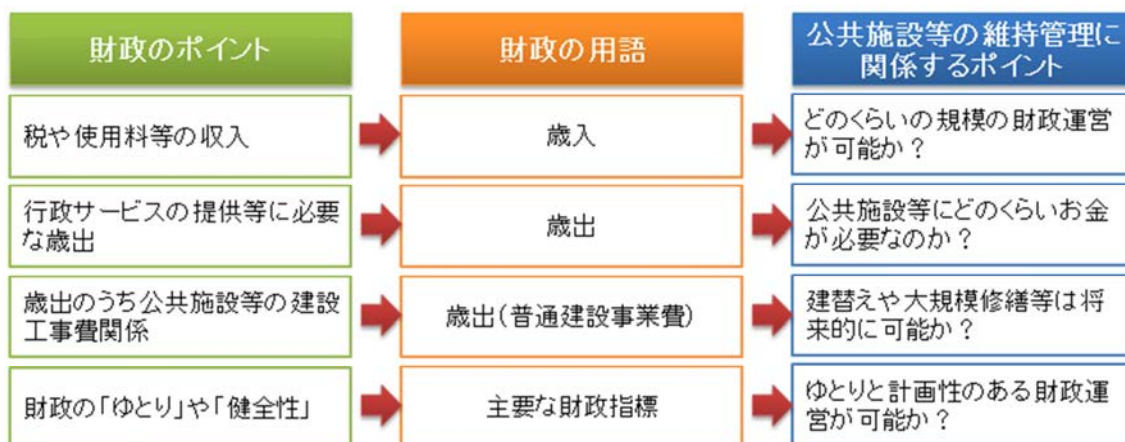 財政のポイント
財政の用語
公共施設等の維持管理に
関係するポイント
税や使用料等の収入
歳入
どのくらいの規模の財政運営
が可能か？
行政サービスの提供等に必要
な歳出
歳出
公共施設等にどのくらいお金
が必要なのか？
歳出のうち公共施設等の建設
工事費関係
歳出(普通建設事業費)
建替えや大規模修繕等は将
来的に可能か？
財政の「ゆとり」や「健全性」
主要な財政指標
ゆとりと計画性のある財政運
営が可能か？